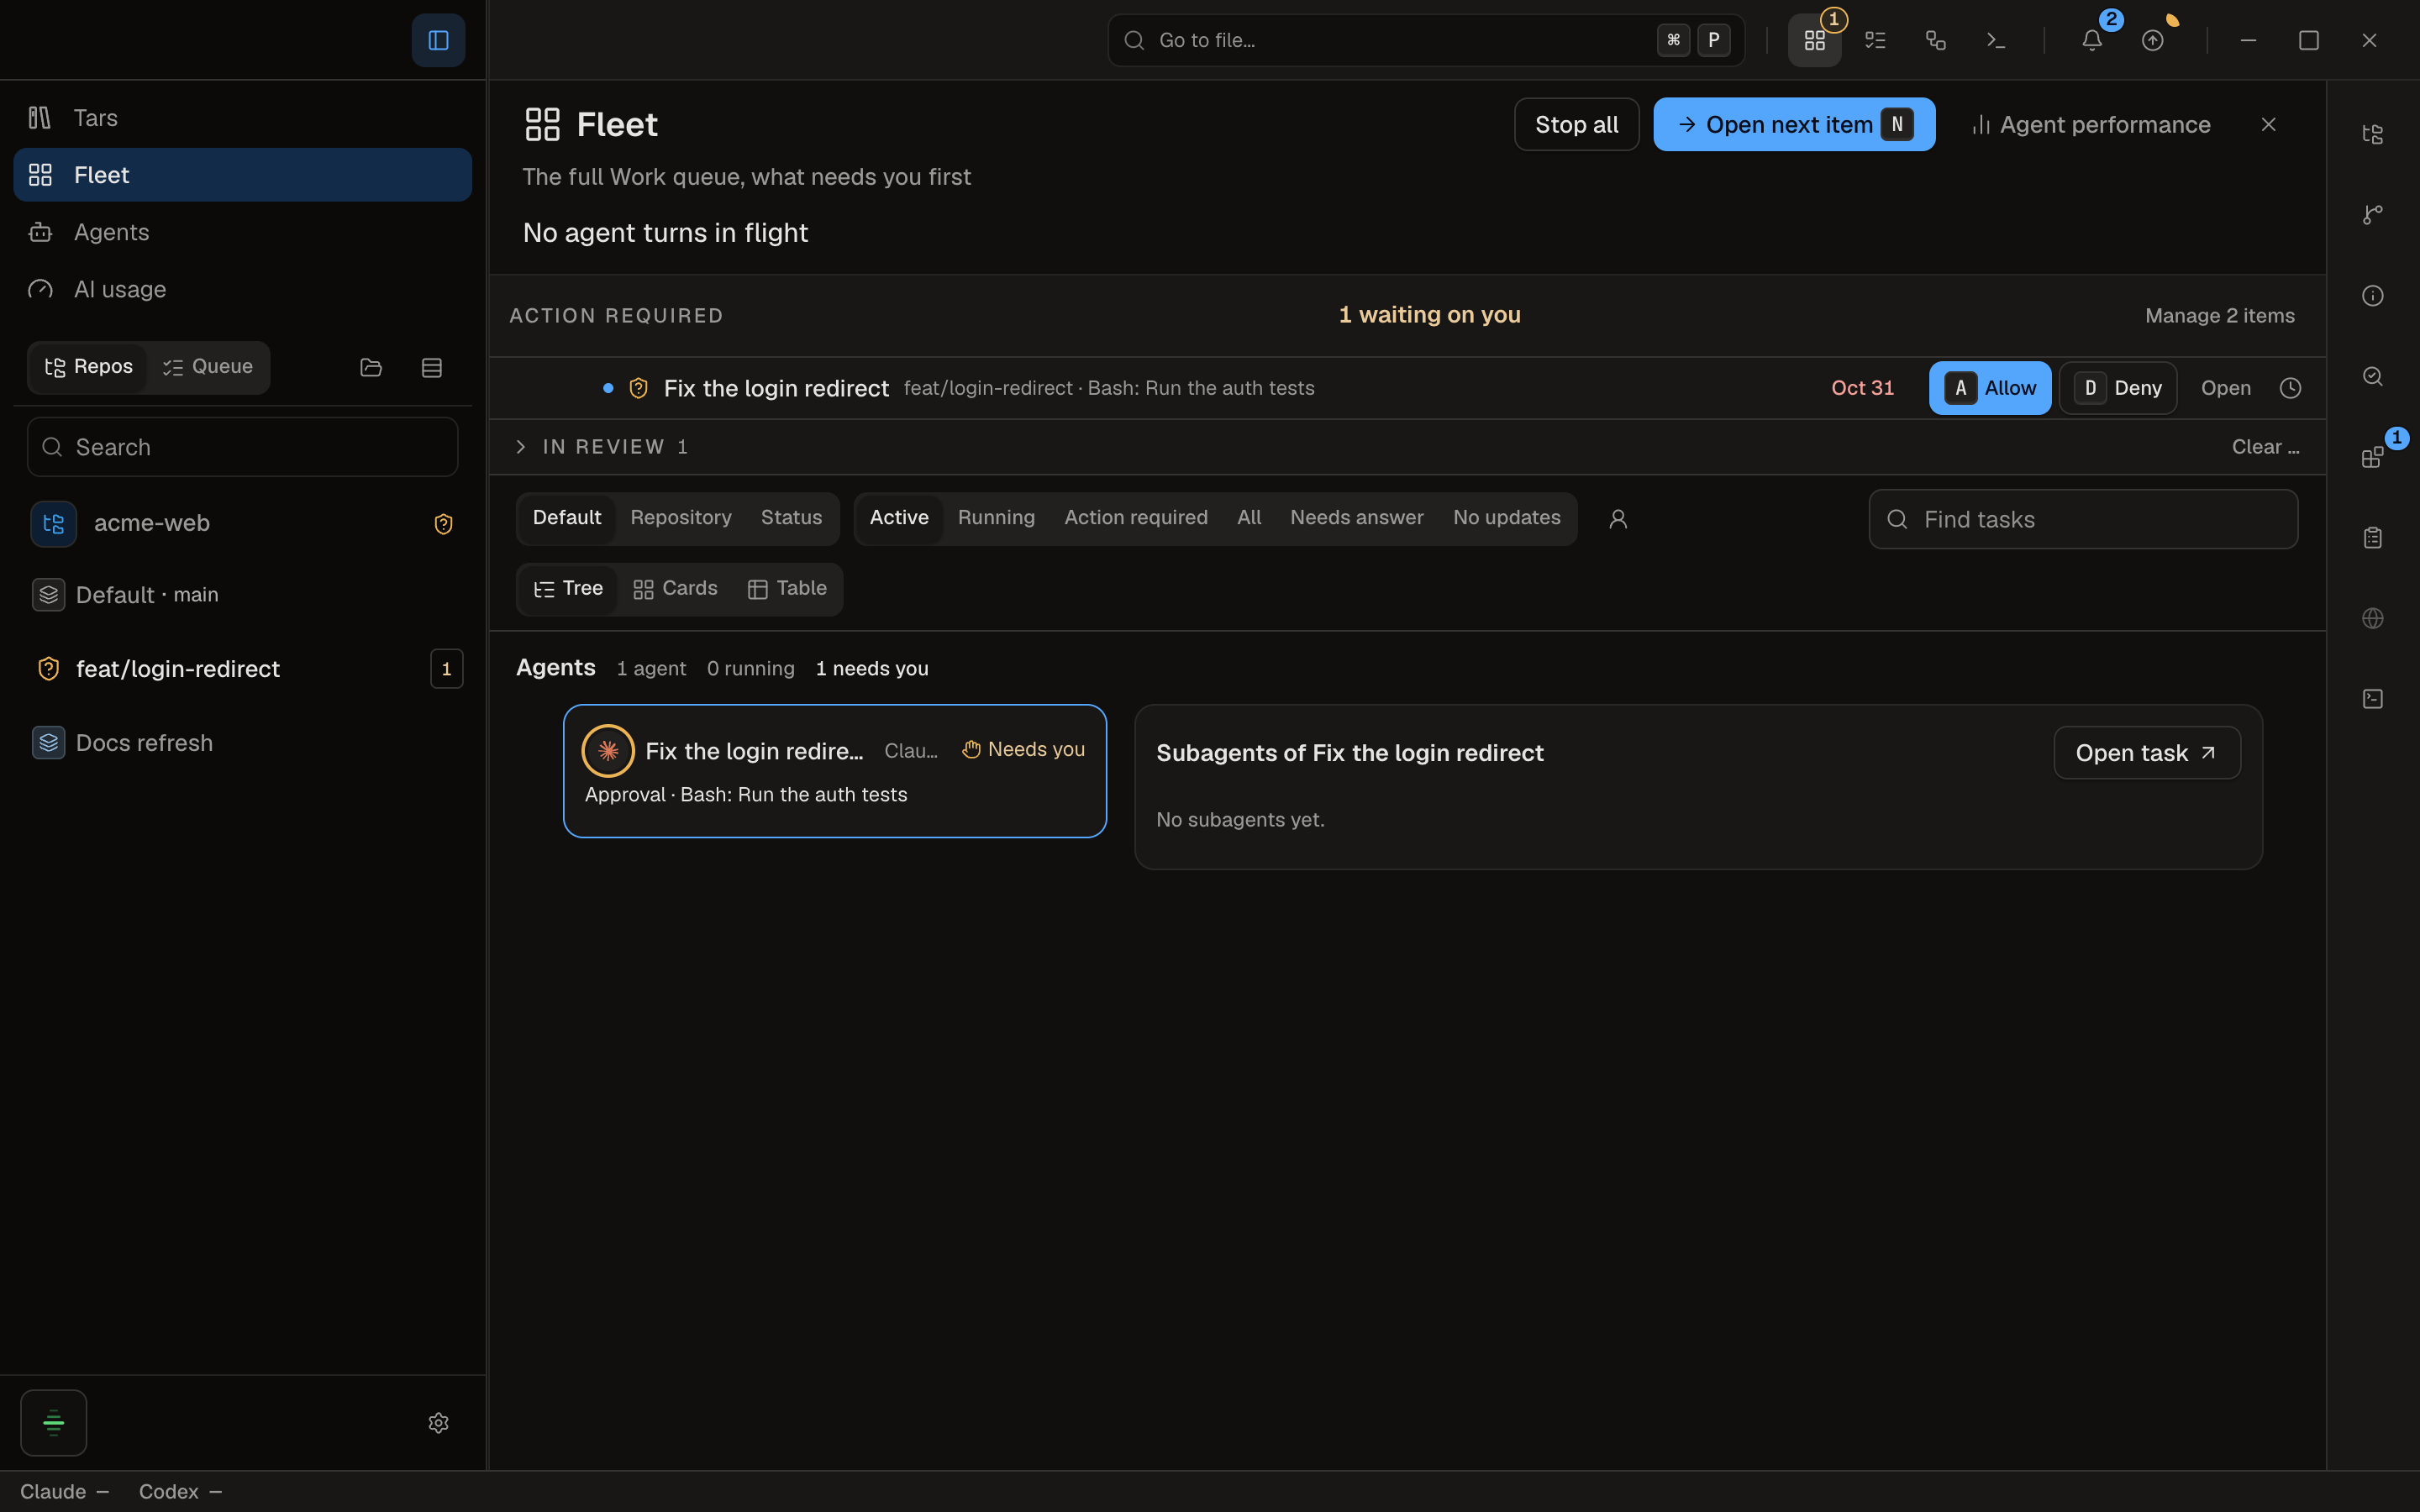 Go to file...
⌘ P
1
2
Tars
Fleet
Agents
AI usage
Repos
Queue
Search
acme-web
Default · main
feat/login-redirect
1
Docs refresh
Fleet
Stop all
Open next item N
Agent performance
The full Work queue, what needs you first
No agent turns in flight
ACTION REQUIRED
1 waiting on you
Manage 2 items
Fix the login redirect feat/login-redirect · Bash: Run the auth tests
Oct 31
A Allow
D Deny
Open
IN REVIEW 1
Clear ...
Default Repository Status
Active Running Action required All Needs answer No updates
Find tasks
Tree Cards Table
Agents 1 agent 0 running 1 needs you
Fix the login redire... Clau... Needs you
Approval · Bash: Run the auth tests
Subagents of Fix the login redirect
Open task
No subagents yet.
1
Claude — Codex —